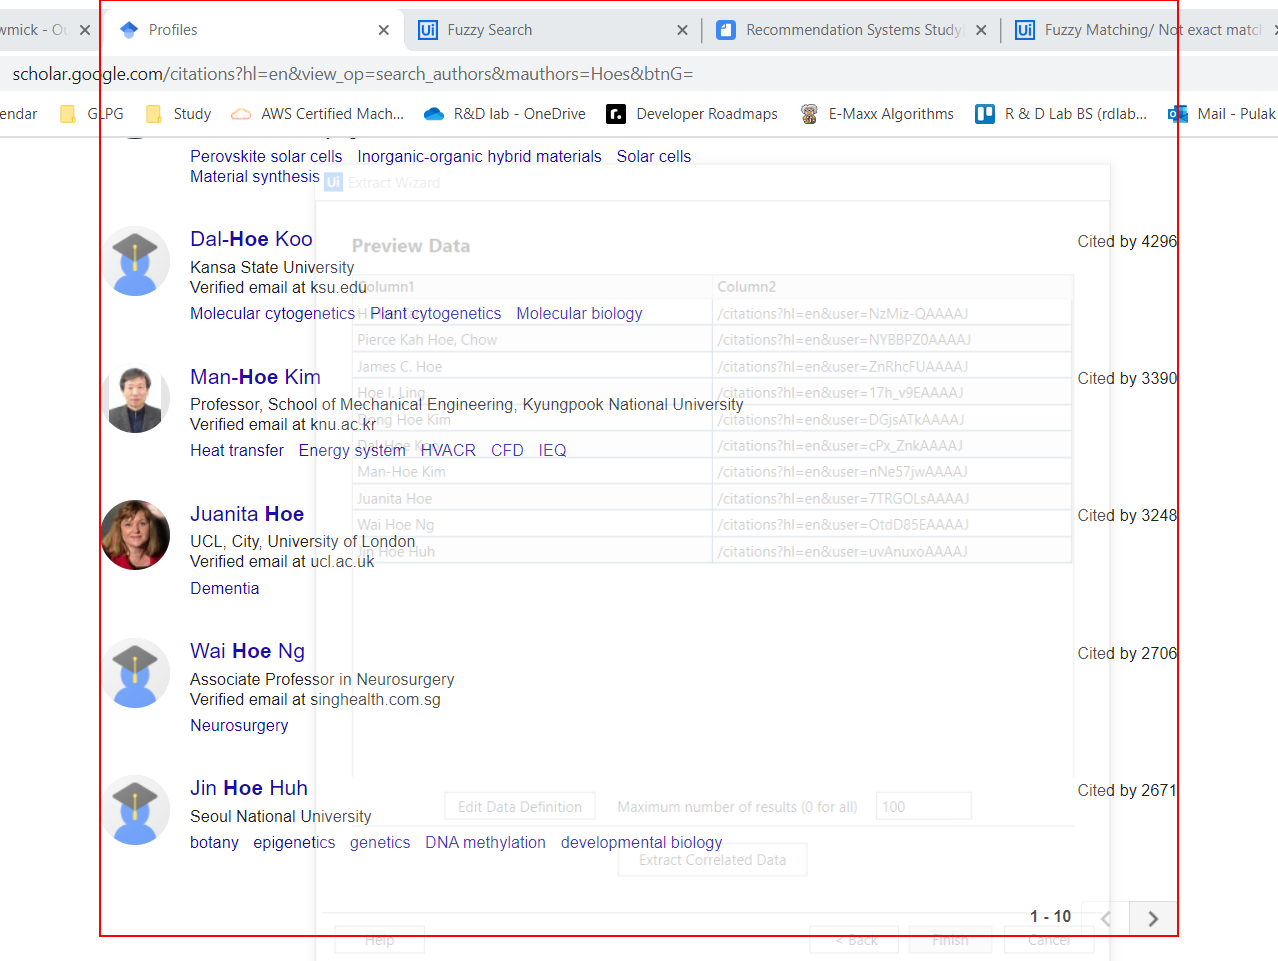 wmick - Ou
Profiles
Ui Fuzzy Search
Recommendation Systems Study
Ui Fuzzy Matching/ Not exact matc
scholar.google.com/citations?hl=en&view_op=search_authors&mauthors=Hoes&btnG=
endar
GLPG
Study
AWS Certified Mach...
R&D lab - OneDrive
r. Developer Roadmaps
E-Maxx Algorithms
R & D Lab BS (rdlab...
Mail - Pulak
Perovskite solar cells Inorganic-organic hybrid materials Solar cells
Material synthesis
Ui Extract Wizard
Dal-Hoe Koo
Cited by 4296
Kansa State University
Verified email at ksu.edu
Molecular cytogenetics Plant cytogenetics Molecular biology
Man-Hoe Kim
Cited by 3390
Professor, School of Mechanical Engineering, Kyungpook National University
Verified email at knu.ac.kr
Heat transfer Energy system HVACR CFD IEQ
Juanita Hoe
Cited by 3248
UCL, City, University of London
Verified email at ucl.ac.uk
Dementia
Wai Hoe Ng
Cited by 2706
Associate Professor in Neurosurgery
Verified email at singhealth.com.sg
Neurosurgery
Jin Hoe Huh
Cited by 2671
Seoul National University
botany epigenetics genetics DNA methylation developmental biology
1 - 10
Preview Data
Column1 Column2
/citations?hl=en&user=NzMiz-QAAAAJ
Pierce Kah Hoe, Chow /citations?hl=en&user=NYBBPZ0AAAAJ
James C. Hoe /citations?hl=en&user=ZnRhcFUAAAAJ
Hoe I. Ling /citations?hl=en&user=17h_v9EAAAAJ
Dong Hoe Kim /citations?hl=en&user=DGjsATkAAAAJ
Dal-Hoe Koo /citations?hl=en&user=cPx_ZnkAAAAJ
Man-Hoe Kim /citations?hl=en&user=nNe57jwAAAAJ
Juanita Hoe /citations?hl=en&user=7TRGOLsAAAAJ
Wai Hoe Ng /citations?hl=en&user=OtdD85EAAAAJ
Jin Hoe Huh /citations?hl=en&user=uvAnuxoAAAAJ
Edit Data Definition Maximum number of results (0 for all) 100
Extract Correlated Data
Help < Back Finish Cancel